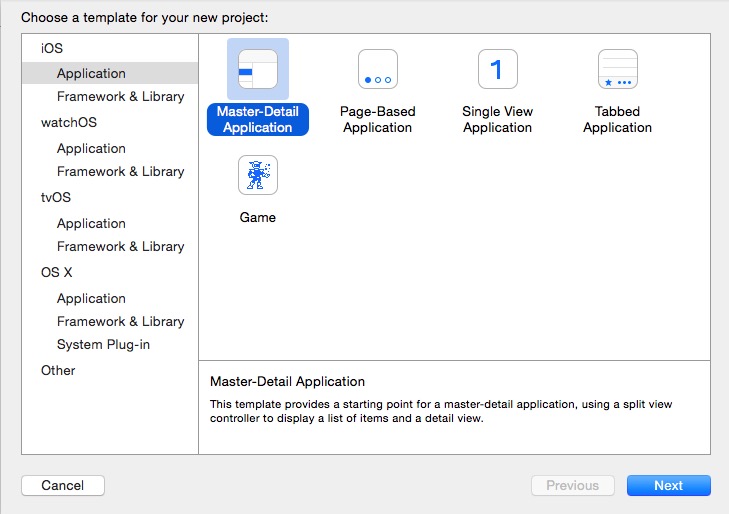 Choose a template for your new project:
iOS
Application
Framework & Library
watchOS
Application
Framework & Library
tvOS
Application
Framework & Library
OS X
Application
Framework & Library
System Plug-in
Other
Master-Detail
Application
Page-Based
Application
1
Single View
Application
Tabbed
Application
Game
Master-Detail Application
This template provides a starting point for a master-detail application, using a split view
controller to display a list of items and a detail view.
Cancel
Previous
Next